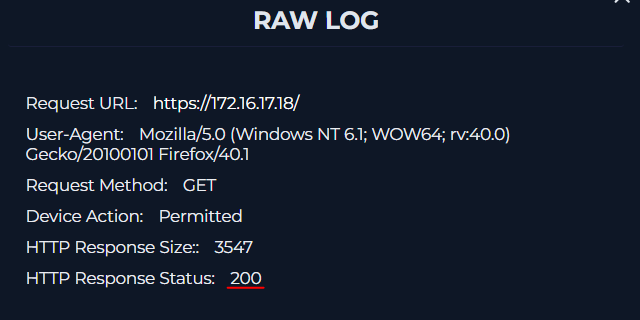 RAW LOG
Request URL: https://172.16.17.18/
User-Agent: Mozilla/5.0 (Windows NT 6.1; WOW64; rv:40.0)
Gecko/20100101 Firefox/40.1
Request Method: GET
Device Action: Permitted
HTTP Response Size:: 3547
HTTP Response Status: 200